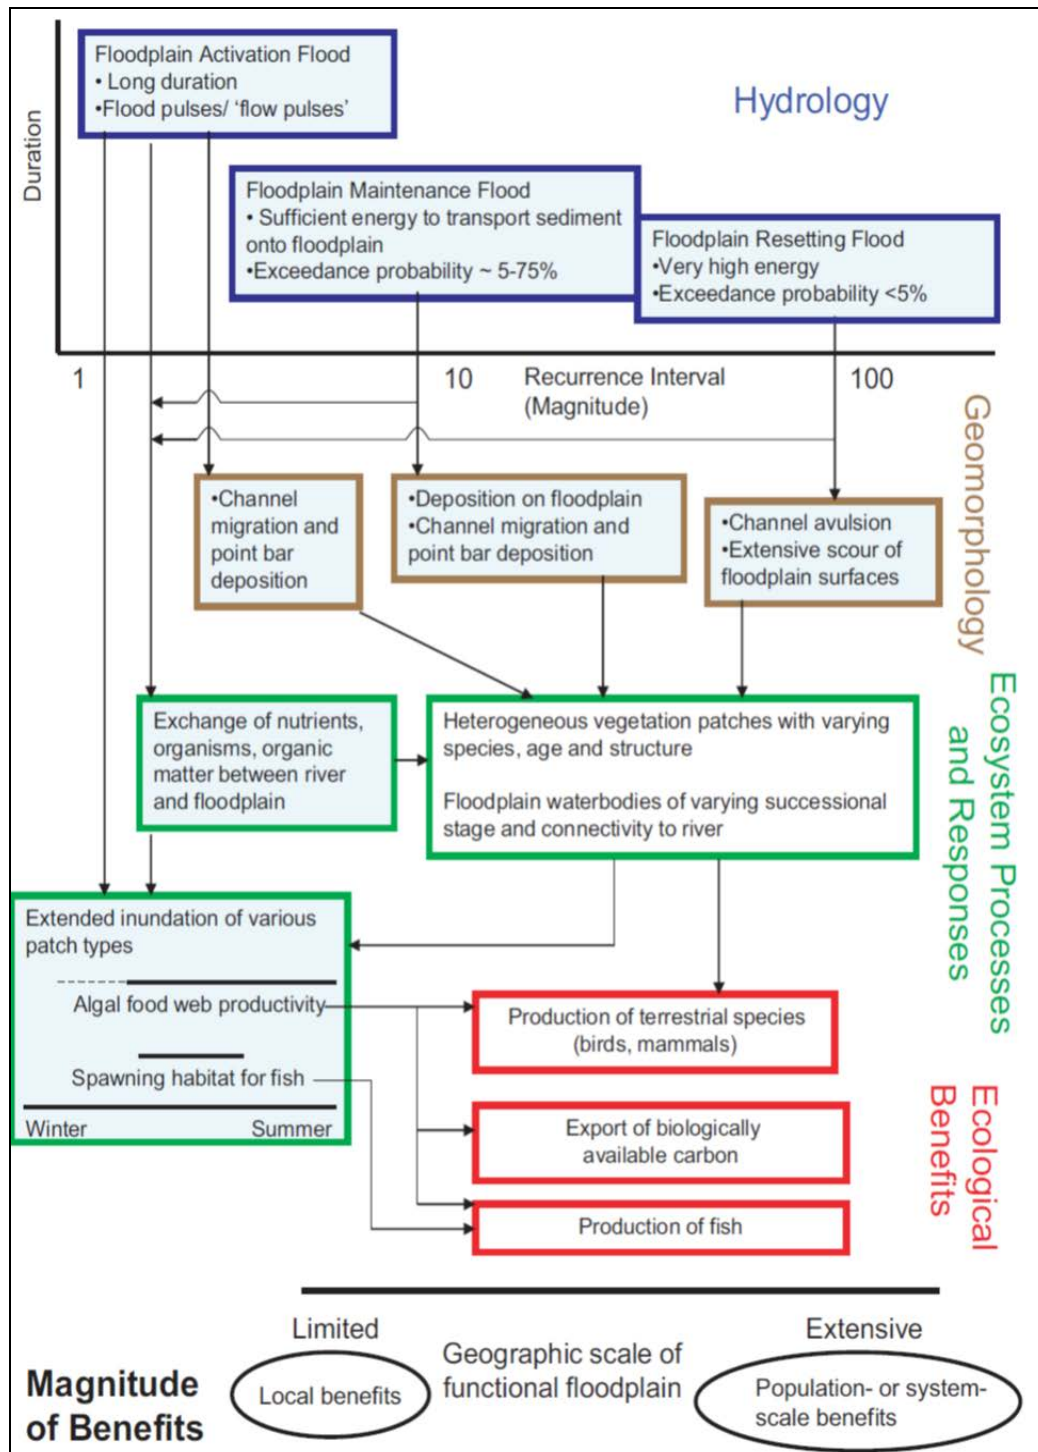 Floodplain Activation Flood
• Long duration
•Flood pulses/ ‘flow pulses’
Hydrology
Duration
Floodplain Maintenance Flood
• Sufficient energy to transport sediment
onto floodplain
•Exceedance probability ~ 5-75%
Floodplain Resetting Flood
•Very high energy
•Exceedance probability <5%
1
10
Recurrence Interval
(Magnitude)
100
Geomorphology
•Channel
migration and
point bar
deposition
•Deposition on floodplain
•Channel migration and
point bar deposition
•Channel avulsion
•Extensive scour of
floodplain surfaces
Ecosystem Processes
and Responses
Exchange of nutrients,
organisms, organic
matter between river
and floodplain
Heterogeneous vegetation patches with varying
species, age and structure
Floodplain waterbodies of varying successional
stage and connectivity to river
Extended inundation of various
patch types
Algal food web productivity
Spawning habitat for fish
Winter
Summer
Production of terrestrial species
(birds, mammals)
Export of biologically
available carbon
Production of fish
Ecological
Benefits
Limited
Geographic scale of
functional floodplain
Extensive
Magnitude
of Benefits
Local benefits
Population- or system-
scale benefits